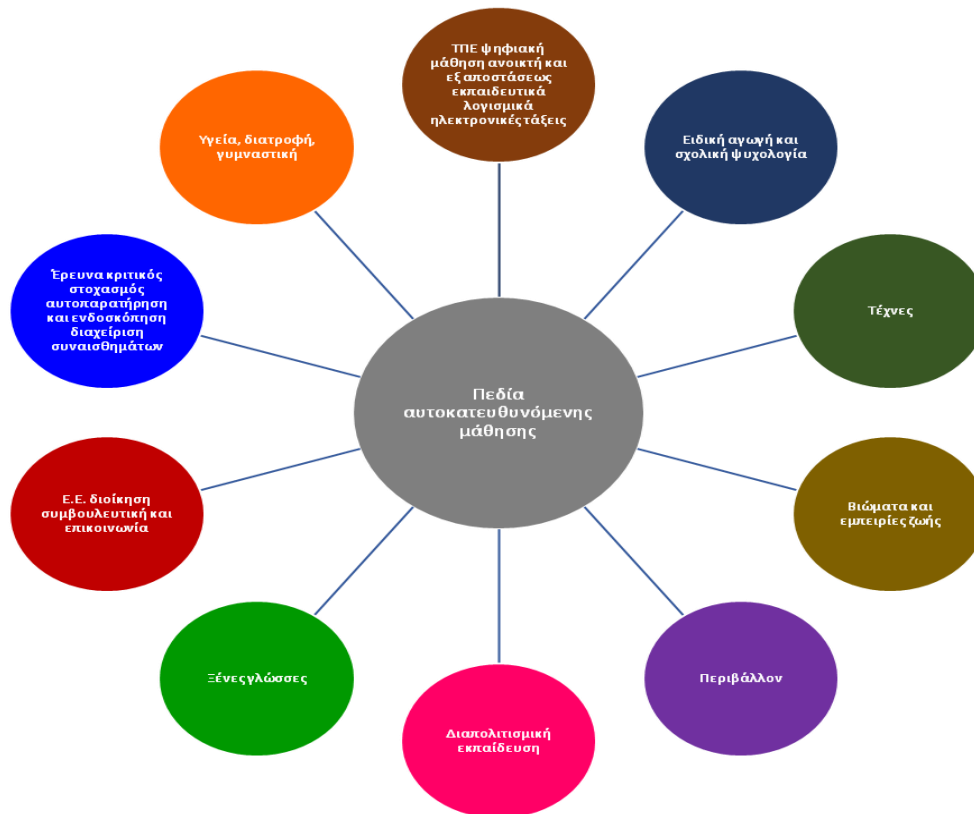 ΤΠΕ ψηφιακή
μάθηση ανοικτή και
εξ αποστάσεως
εκπαιδευτικά
λογισμικά
ηλεκτρονικές τάξεις
Ειδική αγωγή και
σχολική ψυχολογία
Τέχνες
Βιώματα και
εμπειρίες ζωής
Περιβάλλον
Διαπολιτισμική
εκπαίδευση
Ξένες γλώσσες
Ε.Ε. διοίκηση
συμβουλευτική και
επικοινωνία
Έρευνα κριτικός
στοχασμός
αυτοπαρατήρηση
και ενδοσκόπηση
διαχείριση
συναισθημάτων
Υγεία, διατροφή,
γυμναστική
Πεδία
αυτοκατευθυνόμενης
μάθησης